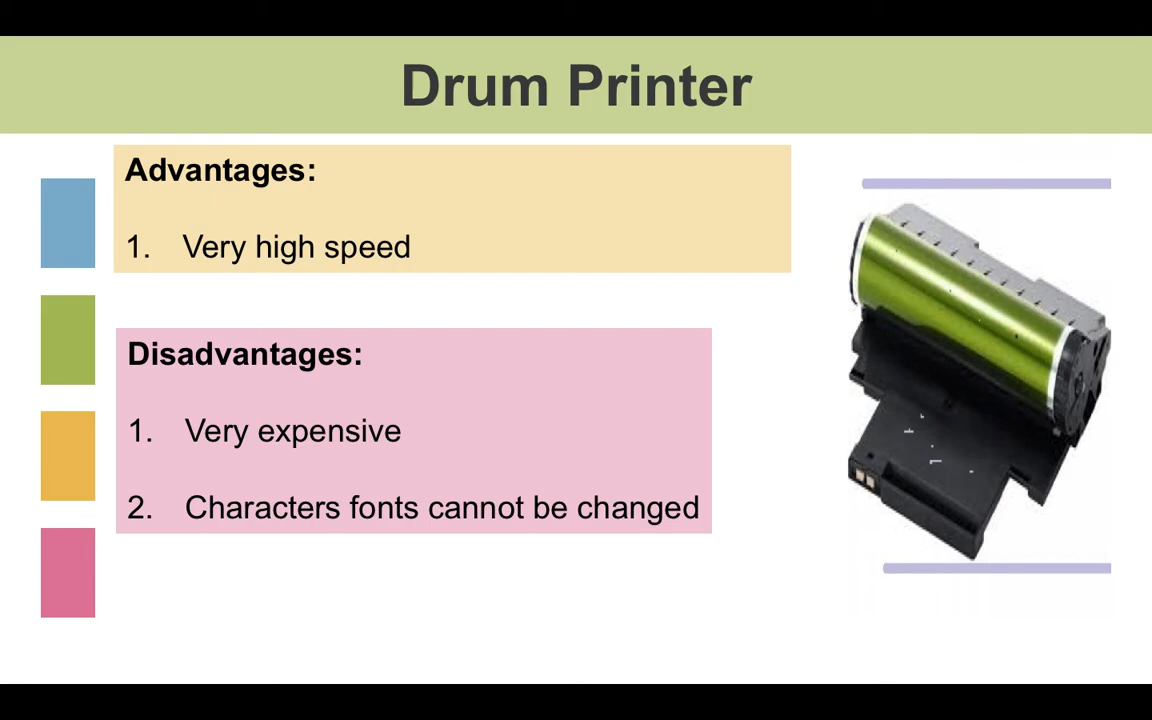 Drum Printer
Advantages:
1. Very high speed
Disadvantages:
1. Very expensive
2. Characters fonts cannot be changed